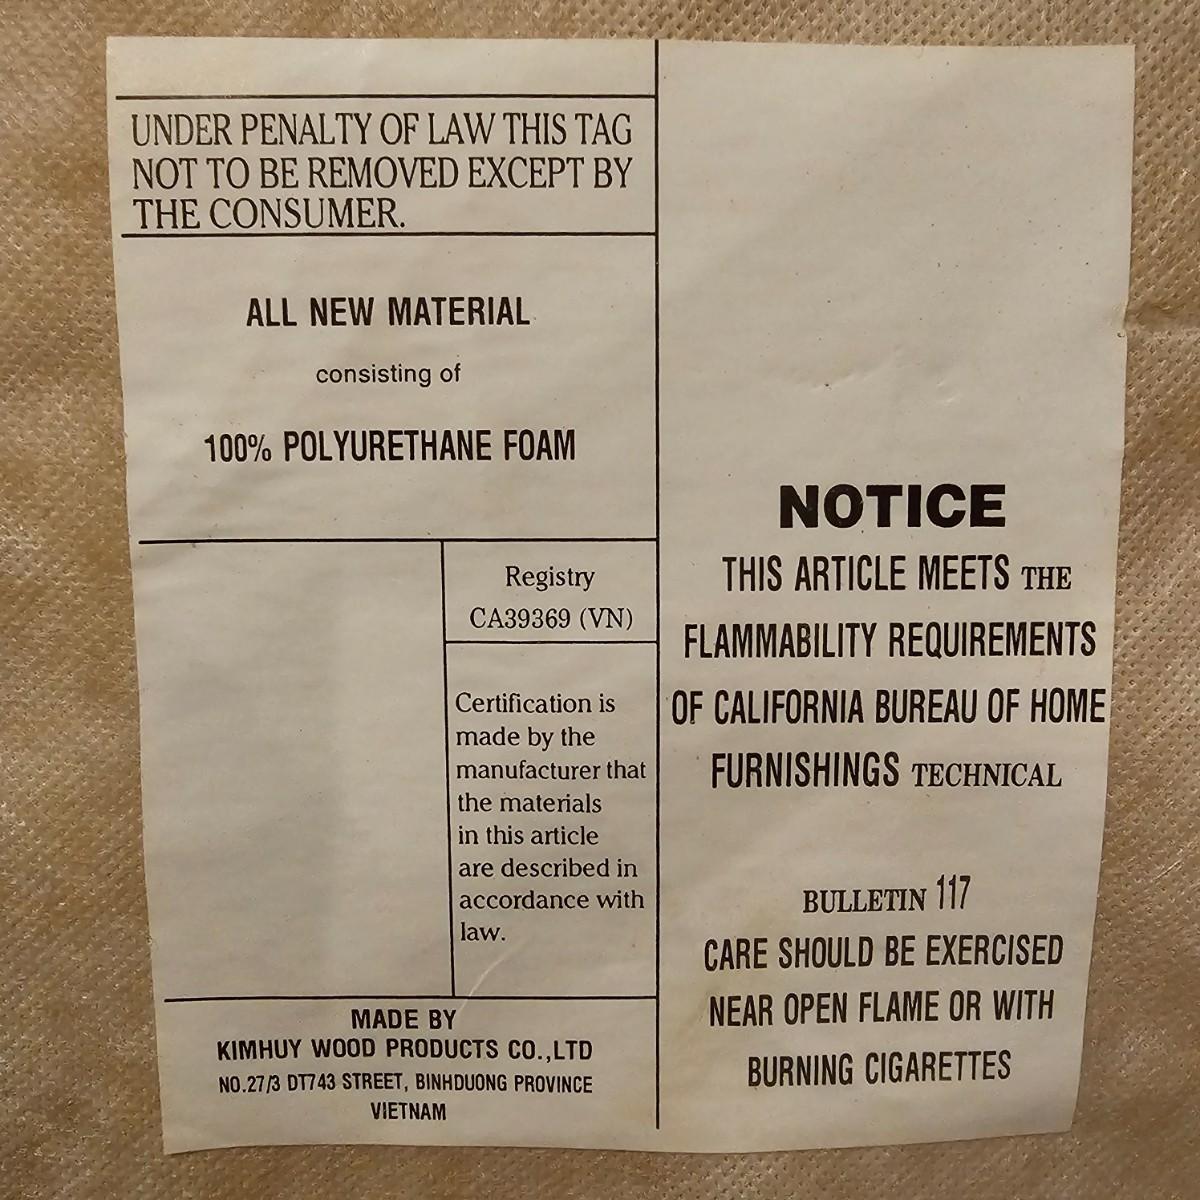 UNDER PENALTY OF LAW THIS TAG
NOT TO BE REMOVED EXCEPT BY
THE CONSUMER.
ALL NEW MATERIAL
consisting of
100% POLYURETHANE FOAM
Registry
CA39369 (VN)
Certification is
made by the
manufacturer that
the materials
in this article
are described in
accordance with
law.
MADE BY
KIMHUY WOOD PRODUCTS CO.,LTD
NO.27/3 DT743 STREET, BINHDUONG PROVINCE
VIETNAM
NOTICE
THIS ARTICLE MEETS THE
FLAMMABILITY REQUIREMENTS
OF CALIFORNIA BUREAU OF HOME
FURNISHINGS TECHNICAL
BULLETIN 117
CARE SHOULD BE EXERCISED
NEAR OPEN FLAME OR WITH
BURNING CIGARETTES